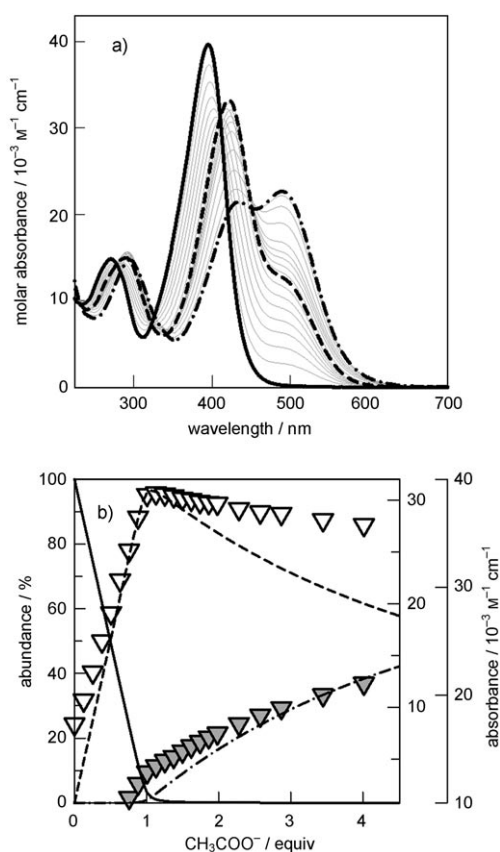 a)
40
30
20
10
0
molar absorbance / 10⁻³ M⁻¹ cm⁻¹
300 400 500 600 700
wavelength / nm
b)
100
80
60
40
20
0
abundance / %
0 1 2 3 4
CH₃COO⁻ / equiv
30
20
10
40
30
20
10
absorbance / 10⁻³ M⁻¹ cm⁻¹